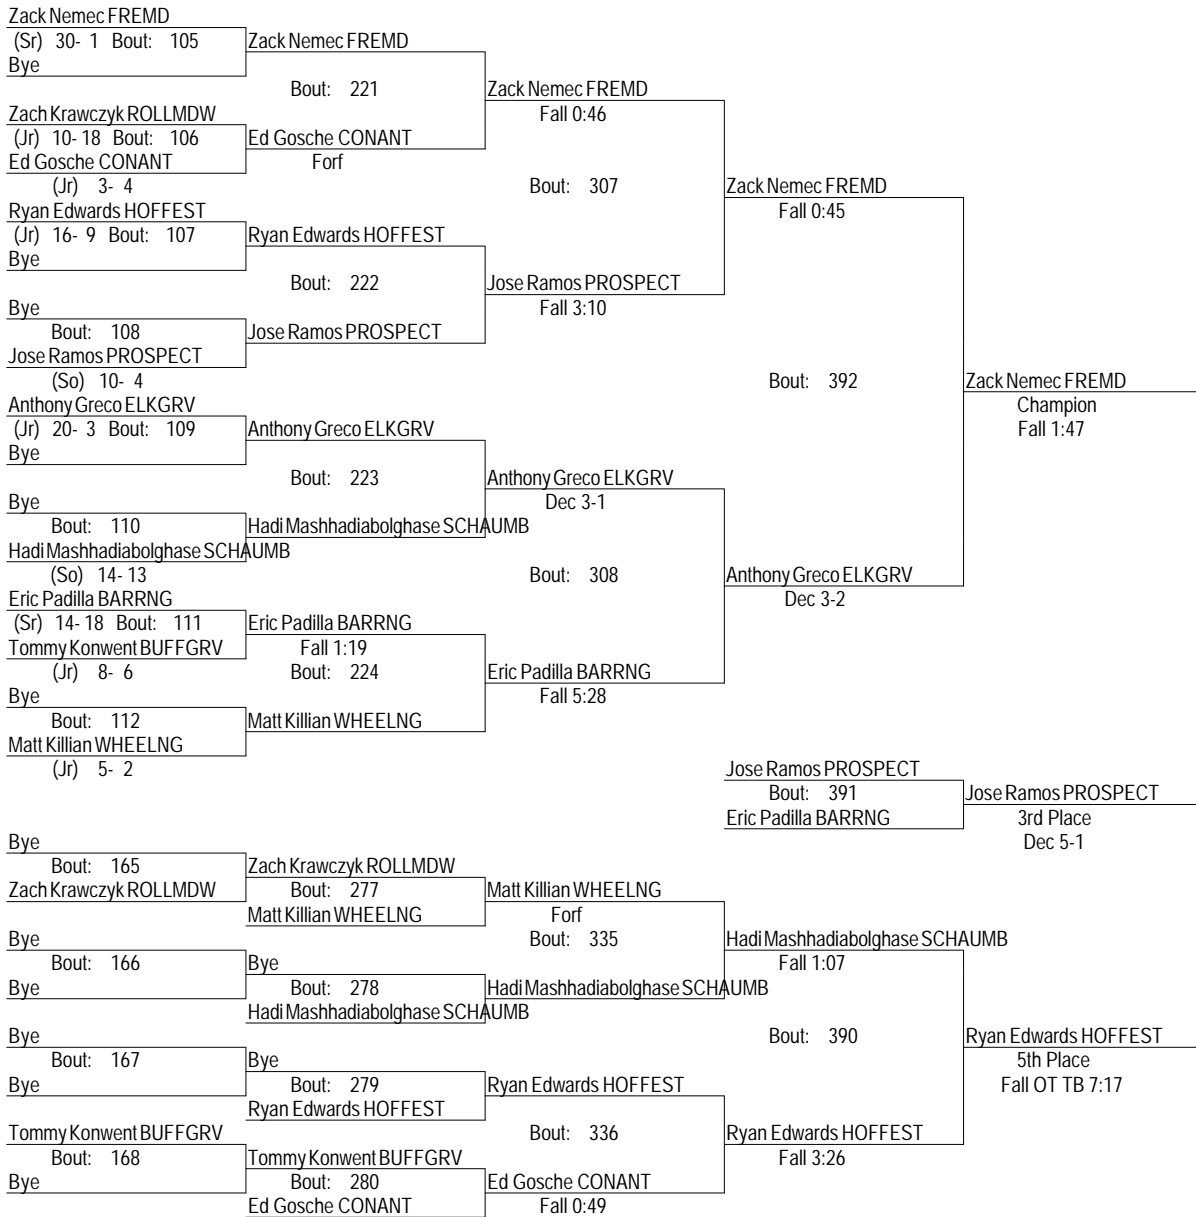 Zack Nemec FREMD
(Sr) 30- 1 Bout: 105
Bye
Zack Nemec FREMD
Bout: 221
Zach Krawczyk ROLLMDW
(Jr) 10- 18 Bout: 106
Ed Gosche CONANT
(Jr) 3- 4
Ed Gosche CONANT
Forf
Zack Nemec FREMD
Fall 0:46
Bout: 307
Ryan Edwards HOFFEST
(Jr) 16- 9 Bout: 107
Bye
Ryan Edwards HOFFEST
Bout: 222
Bye
Bout: 108
Jose Ramos PROSPECT
(So) 10- 4
Jose Ramos PROSPECT
Jose Ramos PROSPECT
Fall 3:10
Zack Nemec FREMD
Fall 0:45
Bout: 392
Zack Nemec FREMD
Champion
Fall 1:47
Anthony Greco ELKGRV
(Jr) 20- 3 Bout: 109
Bye
Anthony Greco ELKGRV
Bout: 223
Bye
Bout: 110
Hadi Mashhadiabolghase SCHAUMB
(So) 14- 13
Hadi Mashhadiabolghase SCHAUMB
Anthony Greco ELKGRV
Dec 3-1
Bout: 308
Eric Padilla BARRNG
(Sr) 14- 18 Bout: 111
Tommy Konwent BUFFGRV
(Jr) 8- 6
Eric Padilla BARRNG
Fall 1:19
Bout: 224
Bye
Bout: 112
Matt Killian WHEELNG
(Jr) 5- 2
Matt Killian WHEELNG
Eric Padilla BARRNG
Fall 5:28
Anthony Greco ELKGRV
Dec 3-2
Jose Ramos PROSPECT
Bout: 391
Eric Padilla BARRNG
Jose Ramos PROSPECT
3rd Place
Dec 5-1
Bye
Bout: 165
Zach Krawczyk ROLLMDW
Zach Krawczyk ROLLMDW
Bout: 277
Matt Killian WHEELNG
Matt Killian WHEELNG
Forf
Bout: 335
Bye
Bout: 166
Bye
Bye
Bout: 278
Hadi Mashhadiabolghase SCHAUMB
Hadi Mashhadiabolghase SCHAUMB
Hadi Mashhadiabolghase SCHAUMB
Fall 1:07
Bout: 390
Bye
Bout: 167
Bye
Bye
Bout: 279
Ryan Edwards HOFFEST
Ryan Edwards HOFFEST
Bout: 336
Tommy Konwent BUFFGRV
Bout: 168
Bye
Tommy Konwent BUFFGRV
Bout: 280
Ed Gosche CONANT
Ed Gosche CONANT
Fall 0:49
Ryan Edwards HOFFEST
Fall 3:26
Ryan Edwards HOFFEST
5th Place
Fall OT TB 7:17